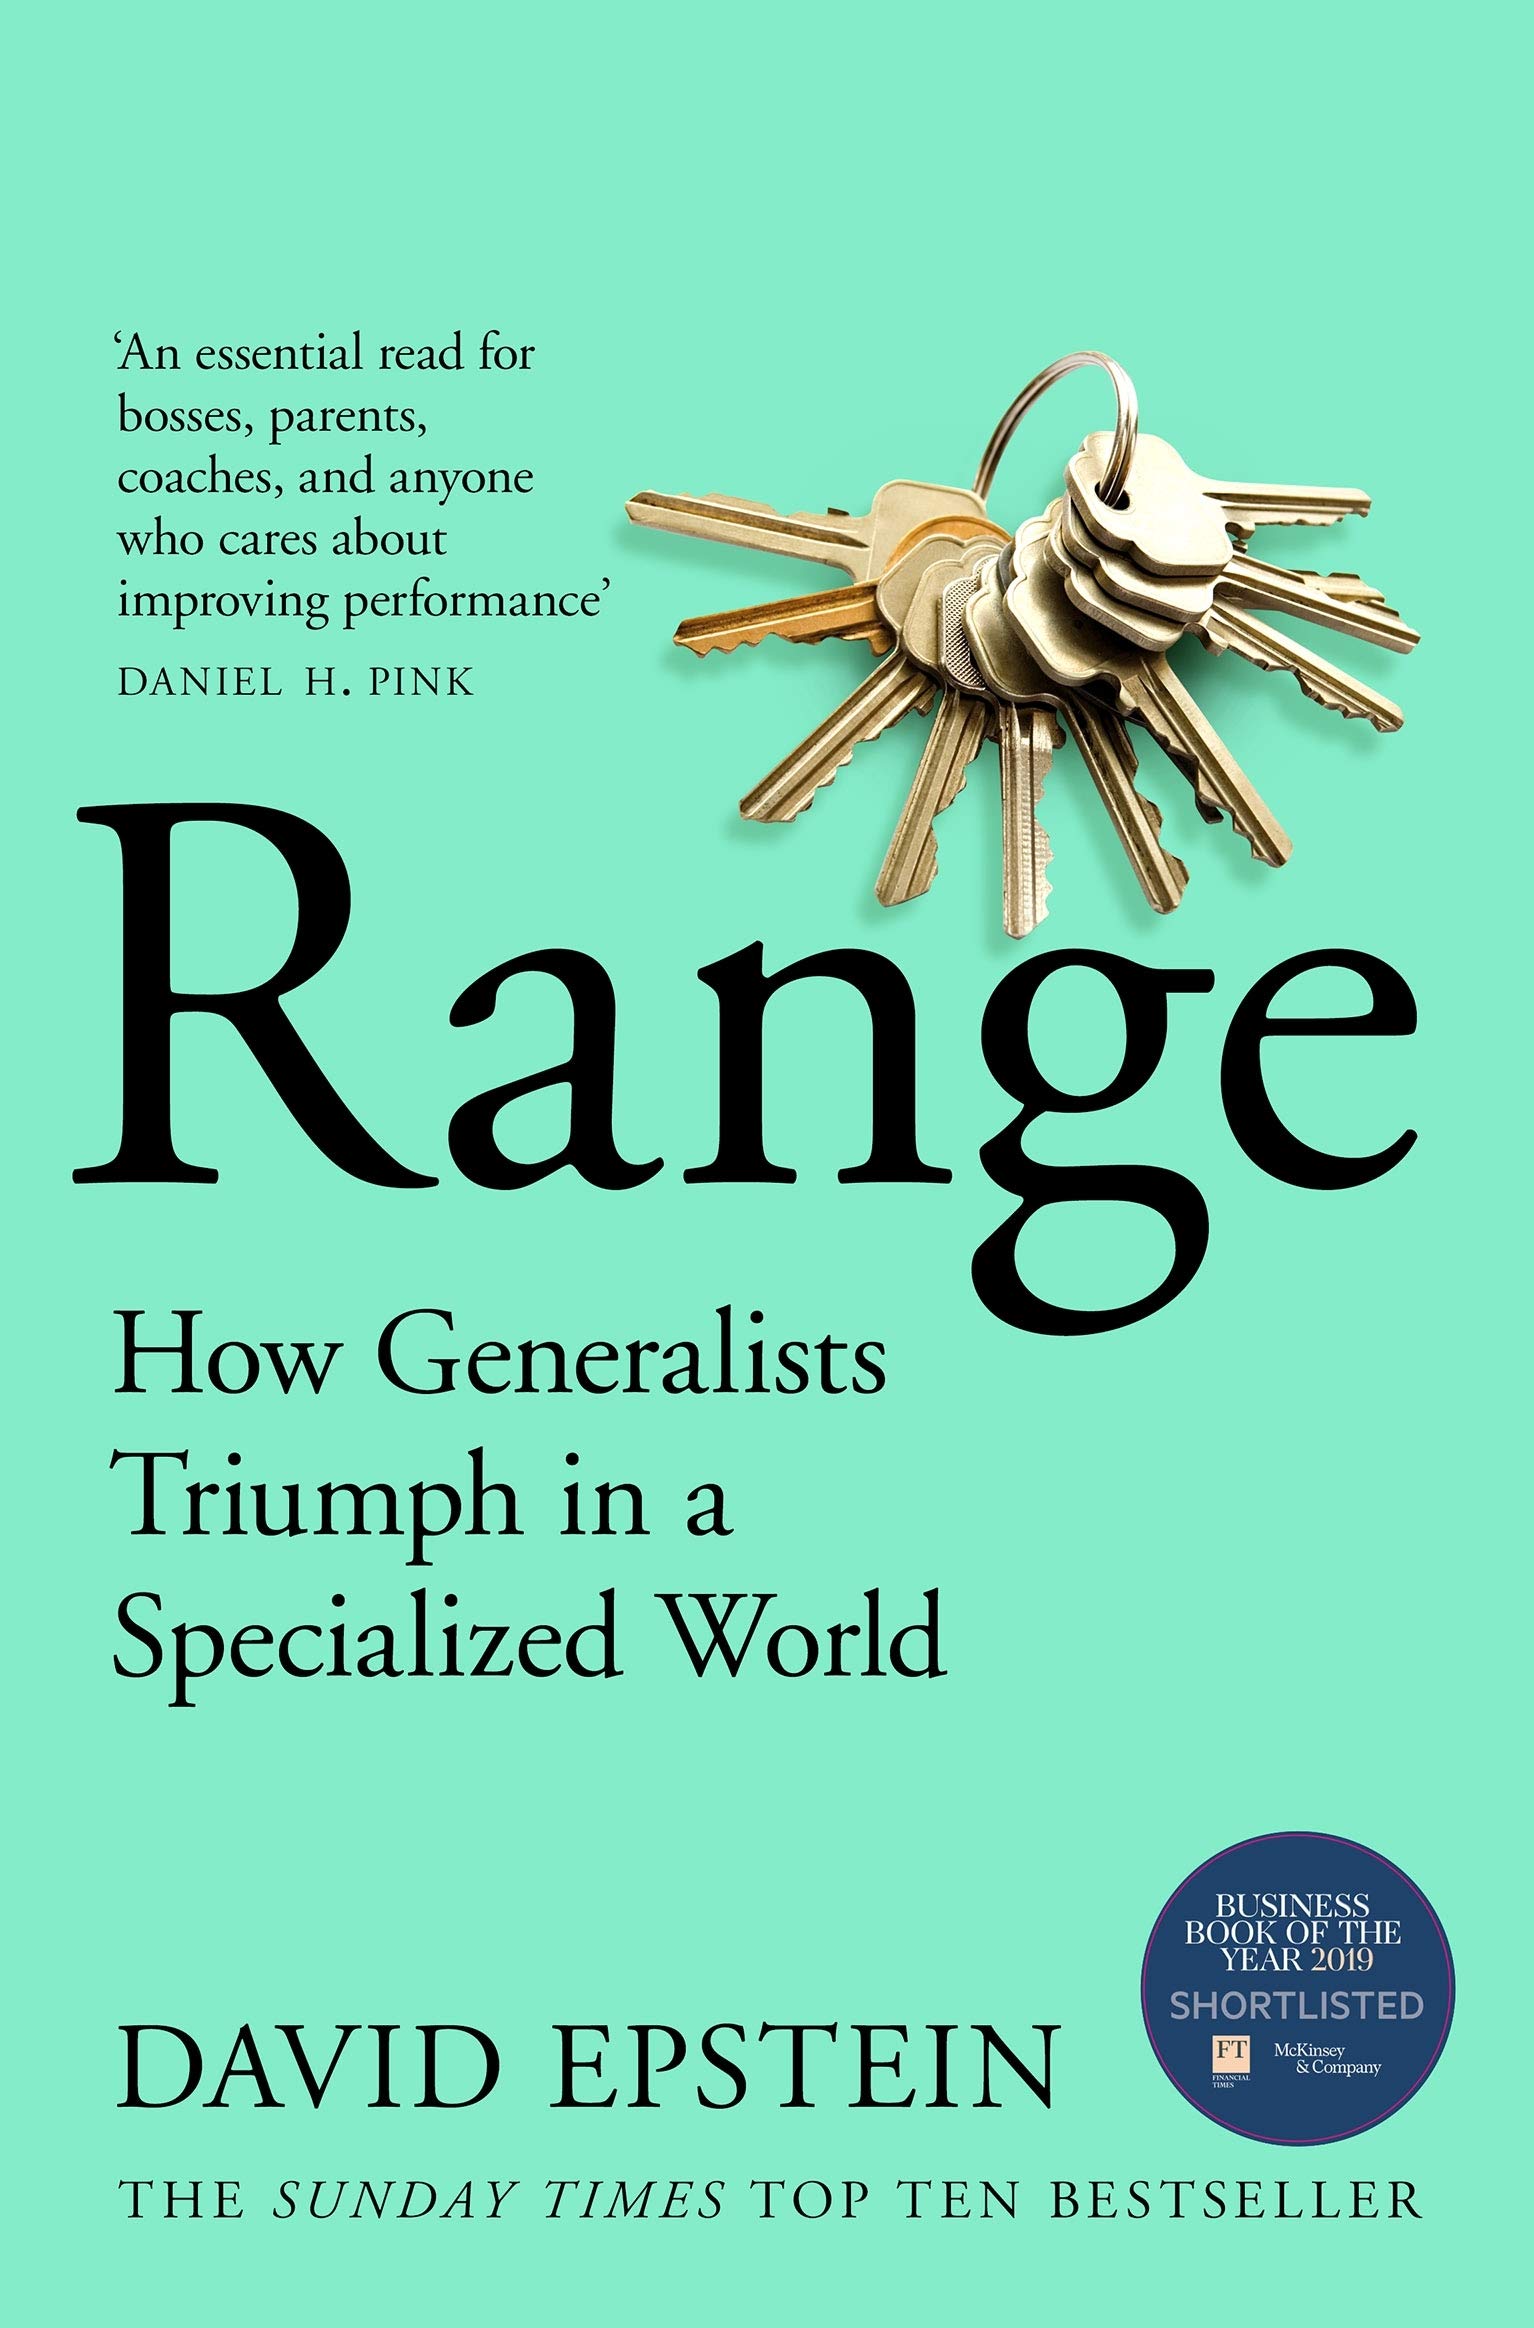 ‘An essential read for
bosses, parents,
coaches, and anyone
who cares about
improving performance’
DANIEL H. PINK
Range
How Generalists
Triumph in a
Specialized World
BUSINESS
BOOK OF THE
YEAR 2019
SHORTLISTED
FT
FINANCIAL
TIMES
McKinsey
& Company
DAVID EPSTEIN
THE SUNDAY TIMES TOP TEN BESTSELLER